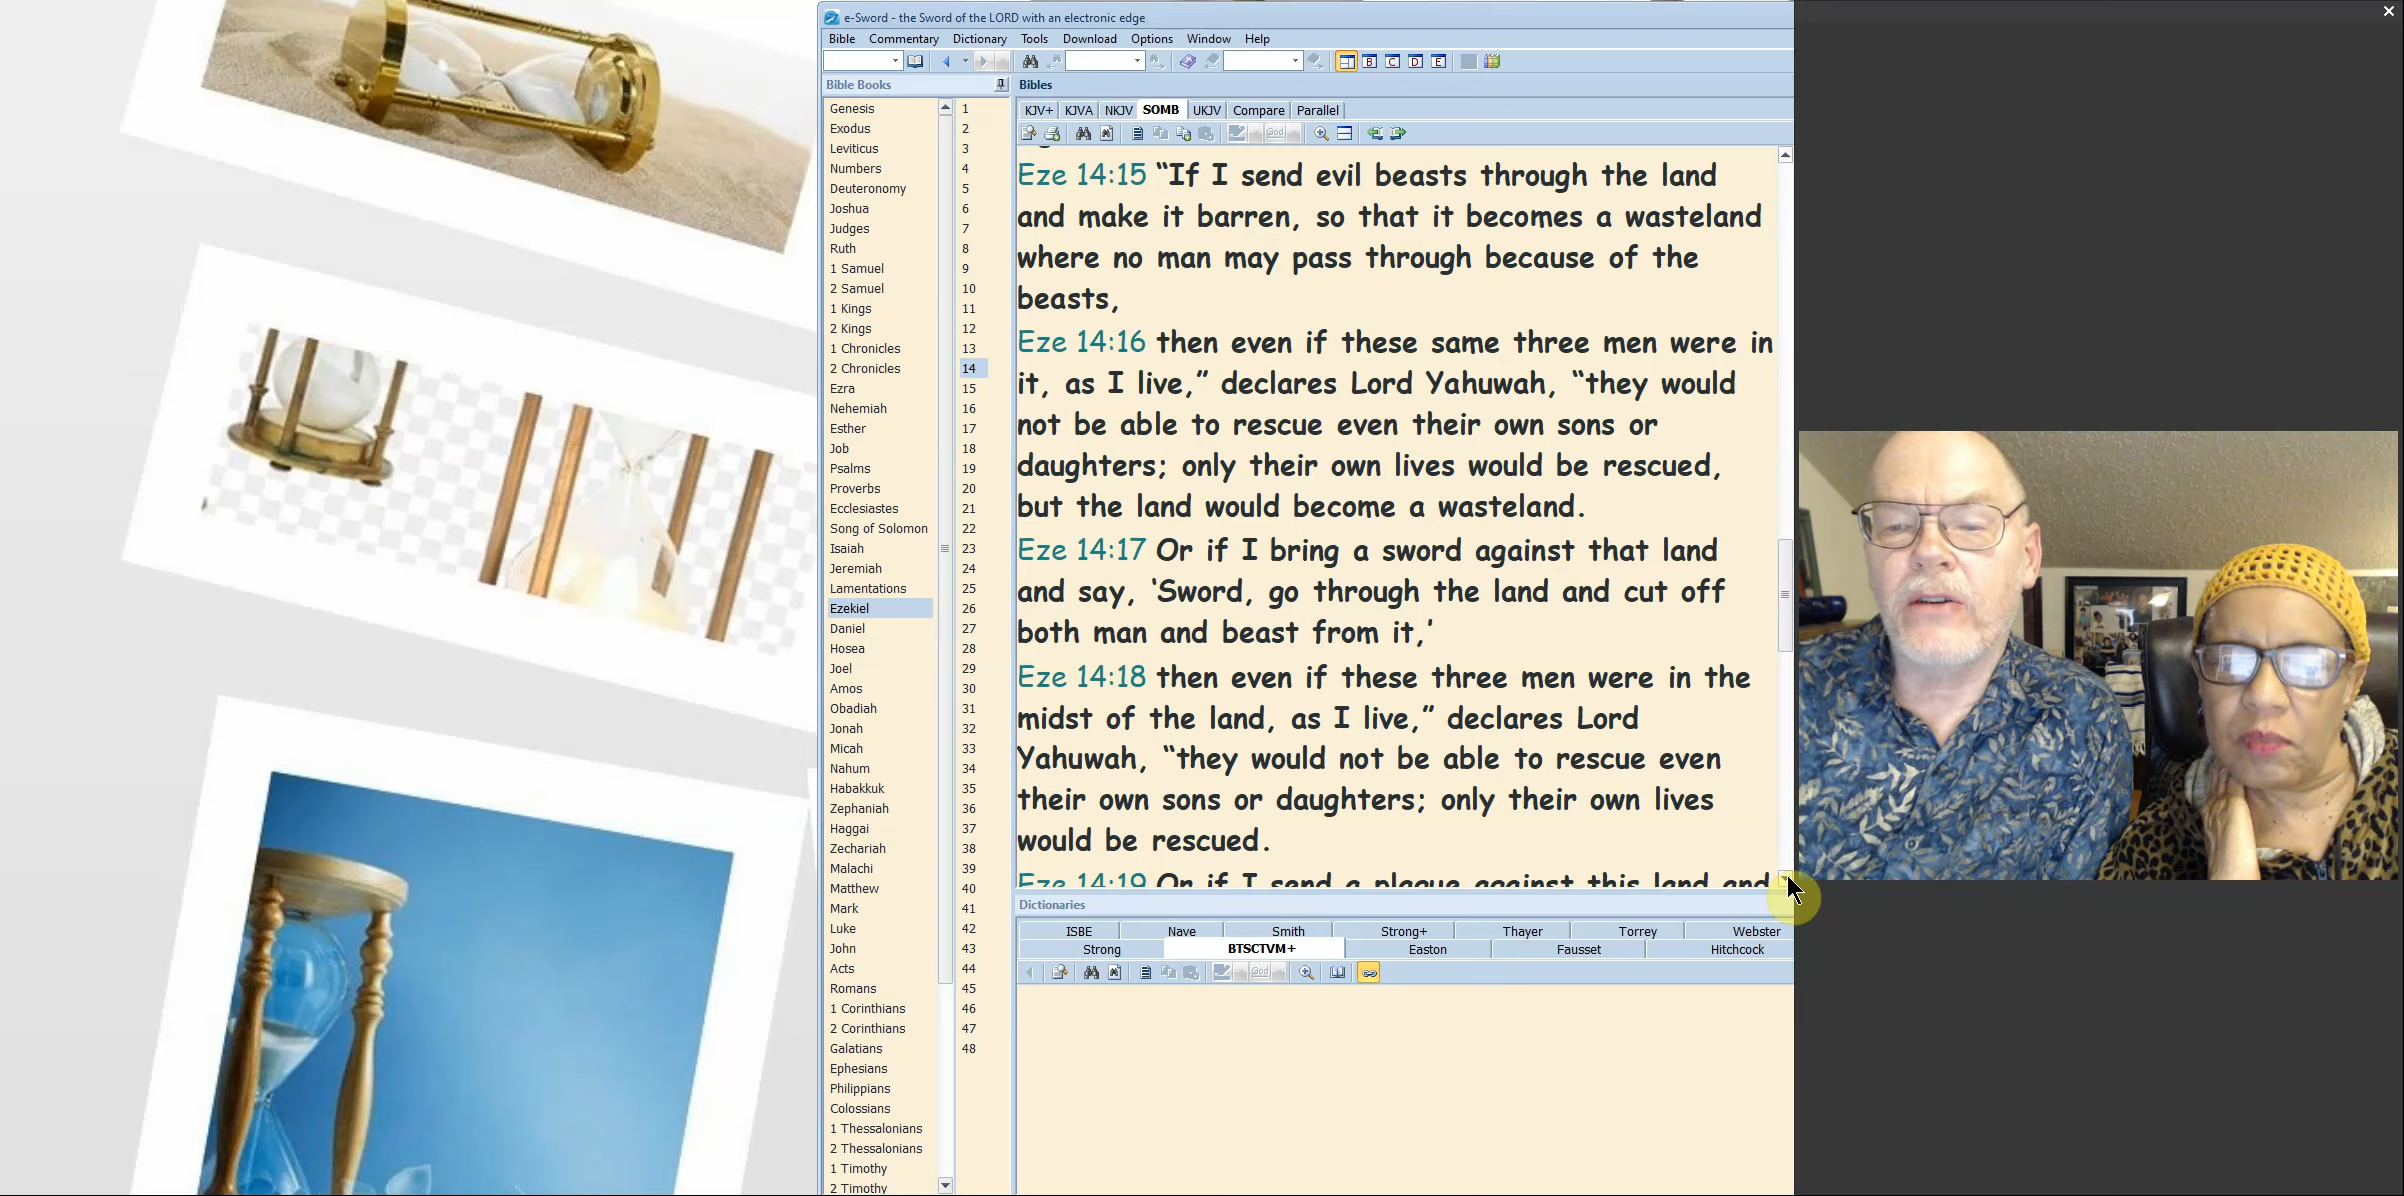 e-Sword - the Sword of the LORD with an electronic edge
Bible Commentary Dictionary Tools Download Options Window Help
B C D E
Bible Books
Genesis
Exodus
Leviticus
Numbers
Deuteronomy
Joshua
Judges
Ruth
1 Samuel
2 Samuel
1 Kings
2 Kings
1 Chronicles
2 Chronicles
Ezra
Nehemiah
Esther
Job
Psalms
Proverbs
Ecclesiastes
Song of Solomon
Isaiah
Jeremiah
Lamentations
Ezekiel
Daniel
Hosea
Joel
Amos
Obadiah
Jonah
Micah
Nahum
Habakkuk
Zephaniah
Haggai
Zechariah
Malachi
Matthew
Mark
Luke
John
Acts
Romans
1 Corinthians
2 Corinthians
Galatians
Ephesians
Philippians
Colossians
1 Thessalonians
2 Thessalonians
1 Timothy
2 Timothy
1
2
3
4
5
6
7
8
9
10
11
12
13
14
15
16
17
18
19
20
21
22
23
24
25
26
27
28
29
30
31
32
33
34
35
36
37
38
39
40
41
42
43
44
45
46
47
48
Bibles
KJV+ KJVA NKJV SOMB UKJV Compare Parallel
God
Eze 14:15 “If I send evil beasts through the land
and make it barren, so that it becomes a wasteland
where no man may pass through because of the
beasts,
Eze 14:16 then even if these same three men were in
it, as I live,” declares Lord Yahuwah, “they would
not be able to rescue even their own sons or
daughters; only their own lives would be rescued,
but the land would become a wasteland.
Eze 14:17 Or if I bring a sword against that land
and say, ‘Sword, go through the land and cut off
both man and beast from it,’
Eze 14:18 then even if these three men were in the
midst of the land, as I live,” declares Lord
Yahuwah, “they would not be able to rescue even
their own sons or daughters; only their own lives
would be rescued.
Eze 14:19 Or if I send a plague against this land and
Dictionaries
ISBE Nave Smith Strong+ Thayer Torrey Webster
Strong BTSCTVM+ Easton Fausset Hitchcock
God